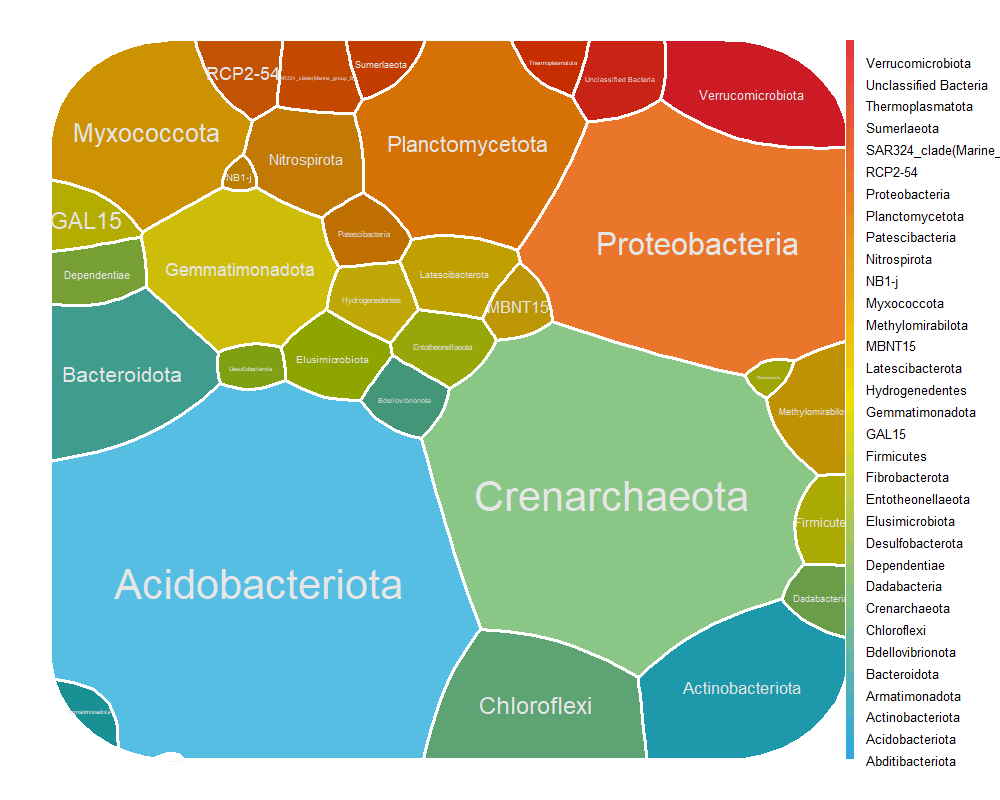 RCP2-54
SAR324_clade(Marine_group_B)
Sumerlaeota
Thermoplasmatota
Unclassified Bacteria
Verrucomicrobiota
Myxococcota
Nitrospirota
Planctomycetota
NB1-j
GAL15
Patescibacteria
Proteobacteria
Dependentiae
Gemmatimonadota
Latescibacterota
Hydrogenedentes
MBNT15
Entotheonellaeota
Elusimicrobiota
Desulfobacterota
Bacteroidota
Bdellovibrionota
Methylomirabilo
Crenarchaeota
Firmicute
Acidobacteriota
Dadabacteria
Actinobacteriota
Chloroflexi
Verrucomicrobiota
Unclassified Bacteria
Thermoplasmatota
Sumerlaeota
SAR324_clade(Marine_
RCP2-54
Proteobacteria
Planctomycetota
Patescibacteria
Nitrospirota
NB1-j
Myxococcota
Methylomirabilota
MBNT15
Latescibacterota
Hydrogenedentes
Gemmatimonadota
GAL15
Firmicutes
Fibrobacterota
Entotheonellaeota
Elusimicrobiota
Desulfobacterota
Dependentiae
Dadabacteria
Crenarchaeota
Chloroflexi
Bdellovibrionota
Bacteroidota
Armatimonadota
Actinobacteriota
Acidobacteriota
Abditibacteriota